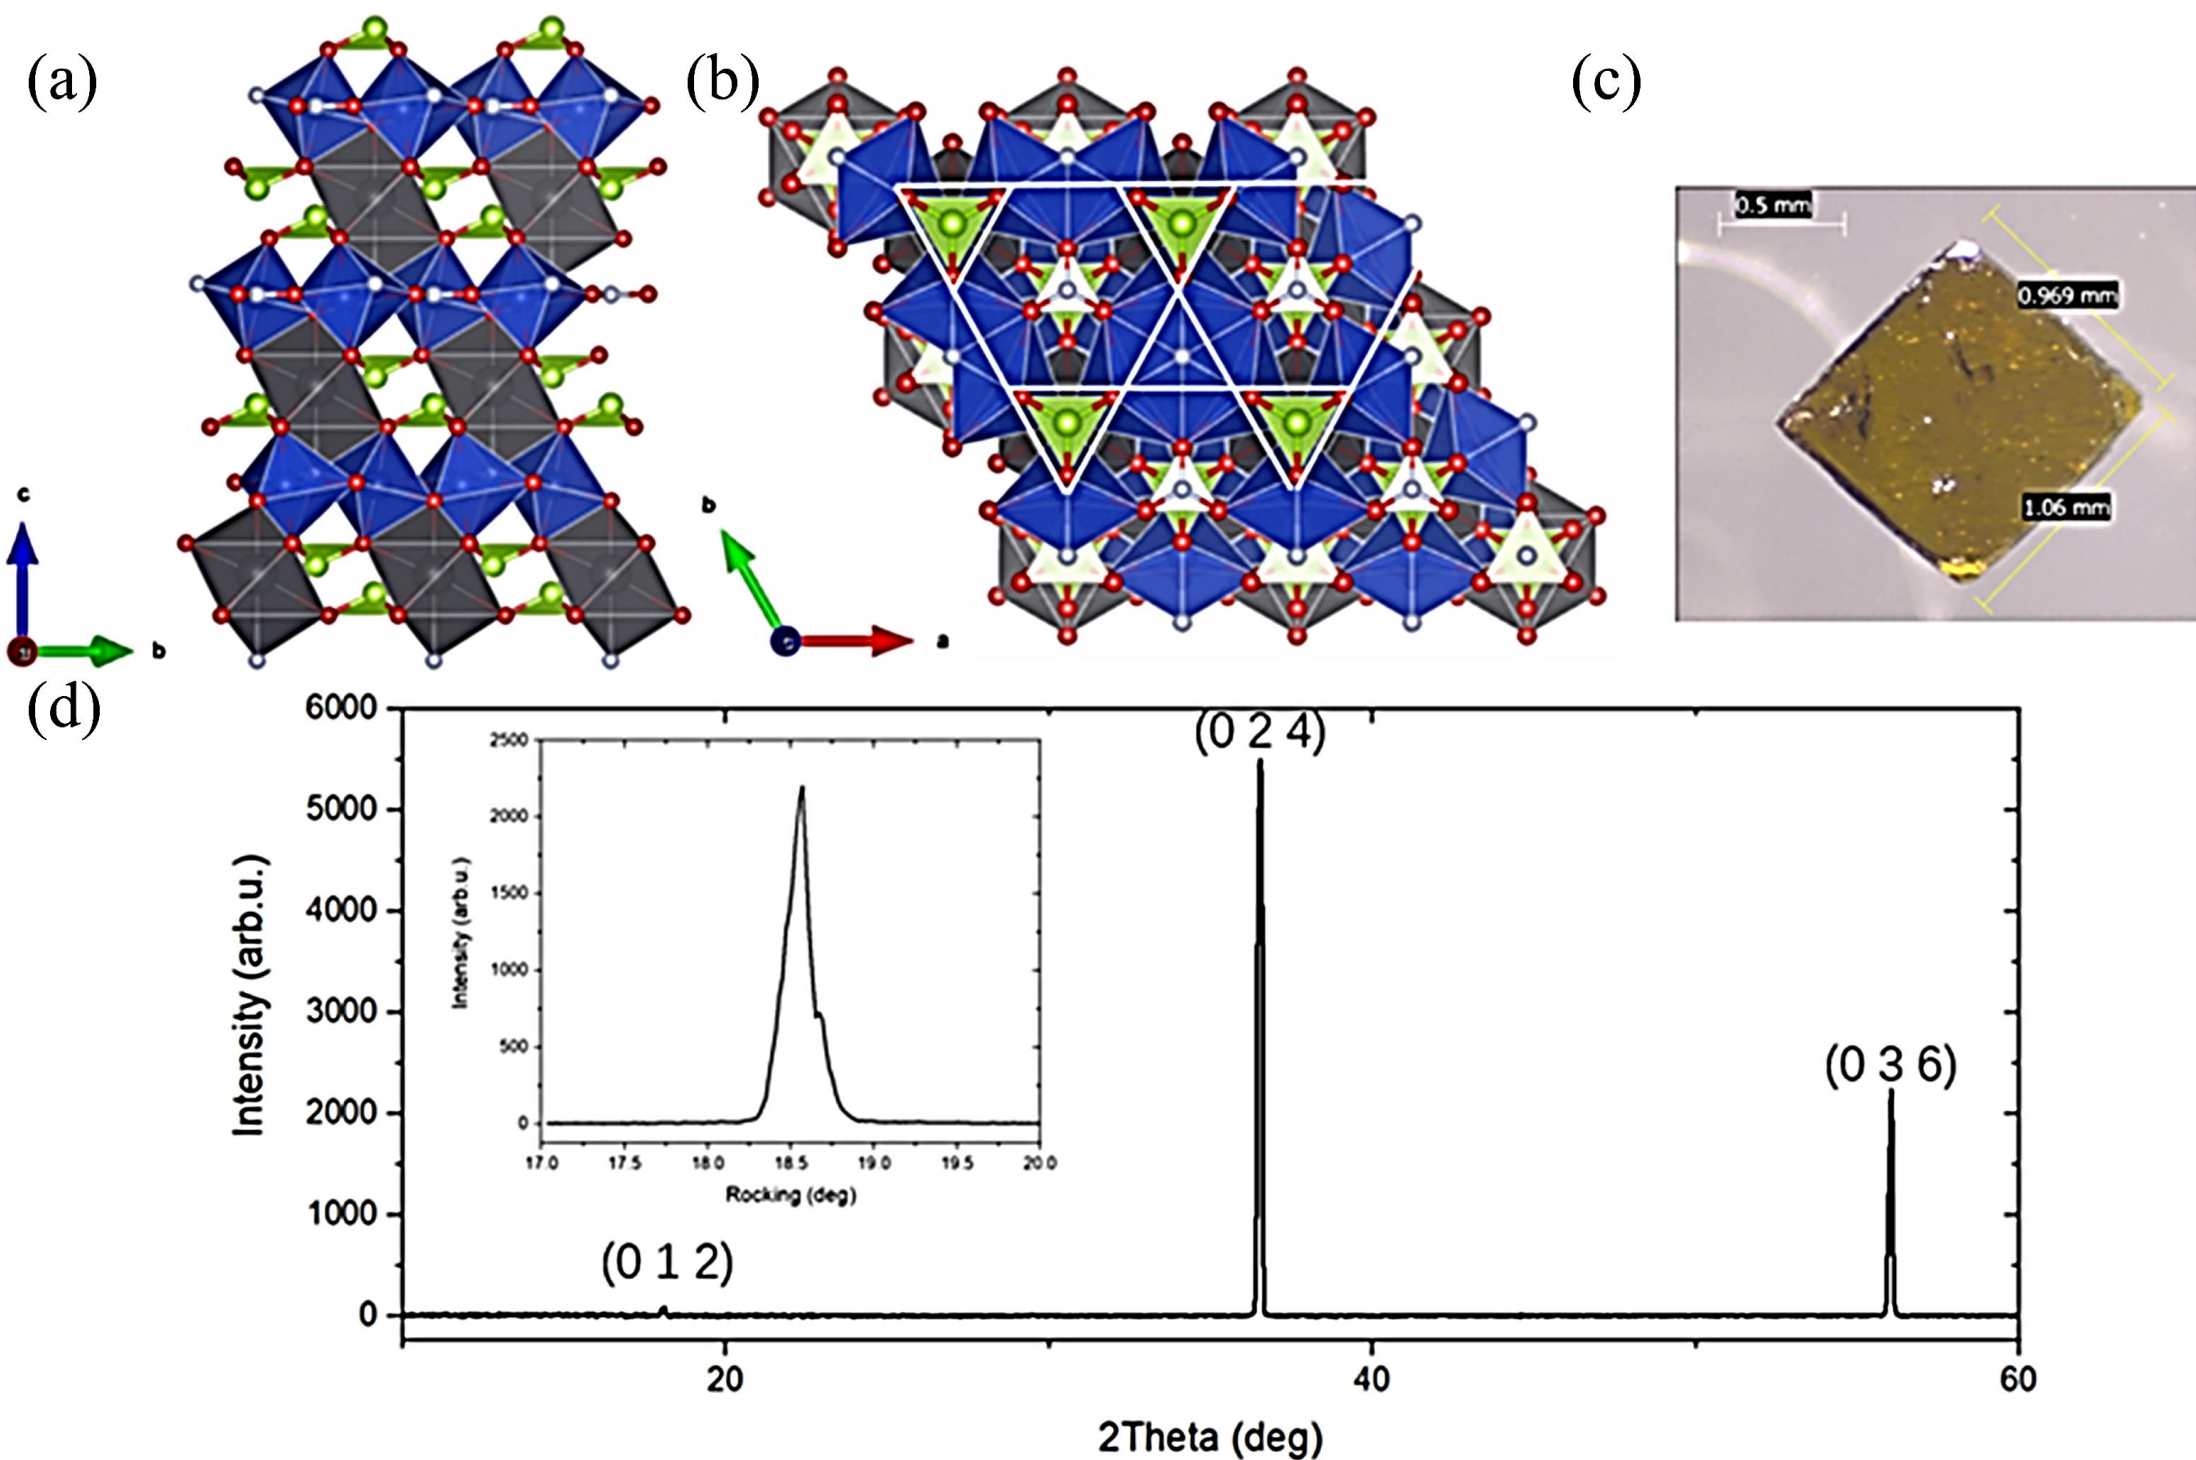 (a)
(b)
(c)
c
b
b
a
0.5 mm
0.969 mm
1.06 mm
(d)
6000
5000
4000
3000
2000
1000
0
Intensity (arb.u.)
20
40
60
2Theta (deg)
(0 1 2)
(0 2 4)
(0 3 6)
2500
2000
1500
1000
500
0
Intensity (arb.u.)
17.0 17.5 18.0 18.5 19.0 19.5 20.0
Rocking (deg)